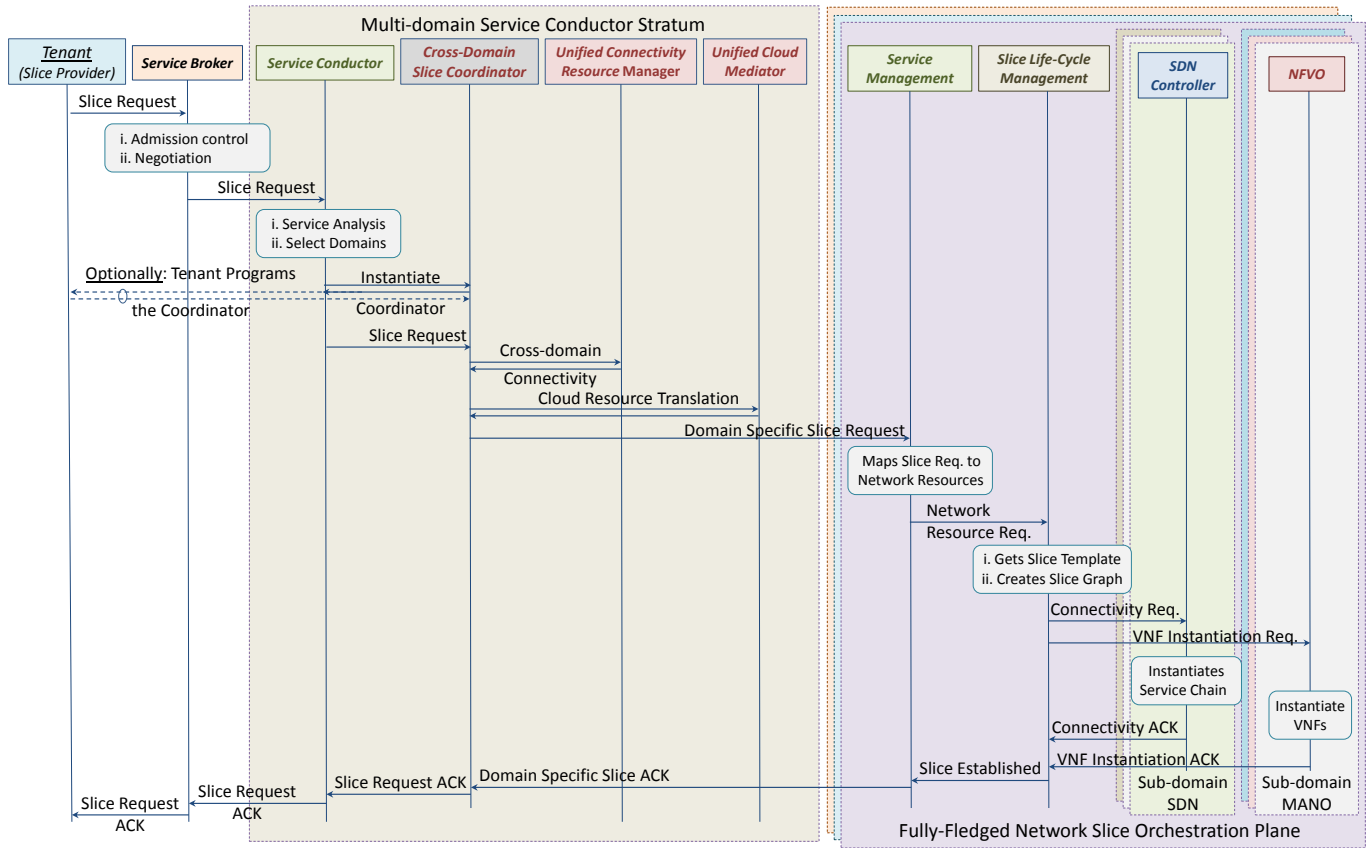 Multi-domain Service Conductor Stratum
Tenant
(Slice Provider)
Service Broker
Service Conductor
Cross-Domain
Slice Coordinator
Unified Connectivity
Resource Manager
Unified Cloud
Mediator
Service
Management
Slice Life-Cycle
Management
SDN
Controller
NFVO
Slice Request
i. Admission control
ii. Negotiation
Slice Request
i. Service Analysis
ii. Select Domains
Optionally: Tenant Programs
the Coordinator
Instantiate
Coordinator
Slice Request
Cross-domain
Connectivity
Cloud Resource Translation
Domain Specific Slice Request
Maps Slice Req. to
Network Resources
Network
Resource Req.
i. Gets Slice Template
ii. Creates Slice Graph
Connectivity Req.
VNF Instantiation Req.
Instantiates
Service Chain
Instantiate
VNFs
Connectivity ACK
VNF Instantiation ACK
Slice Established
Domain Specific Slice ACK
Slice Request ACK
Slice Request
ACK
Slice Request
ACK
Sub-domain
SDN
Sub-domain
MANO
Fully-Fledged Network Slice Orchestration Plane